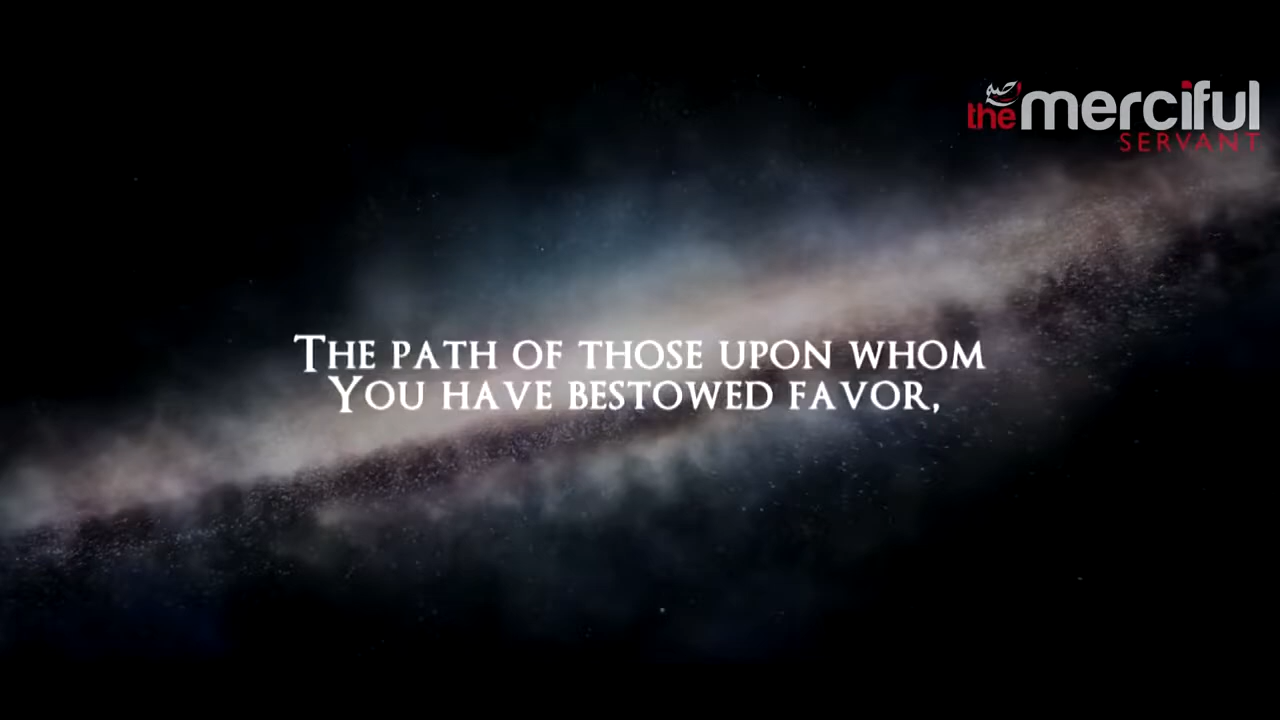 the merciful
SERVANT
THE PATH OF THOSE UPON WHOM
YOU HAVE BESTOWED FAVOR,